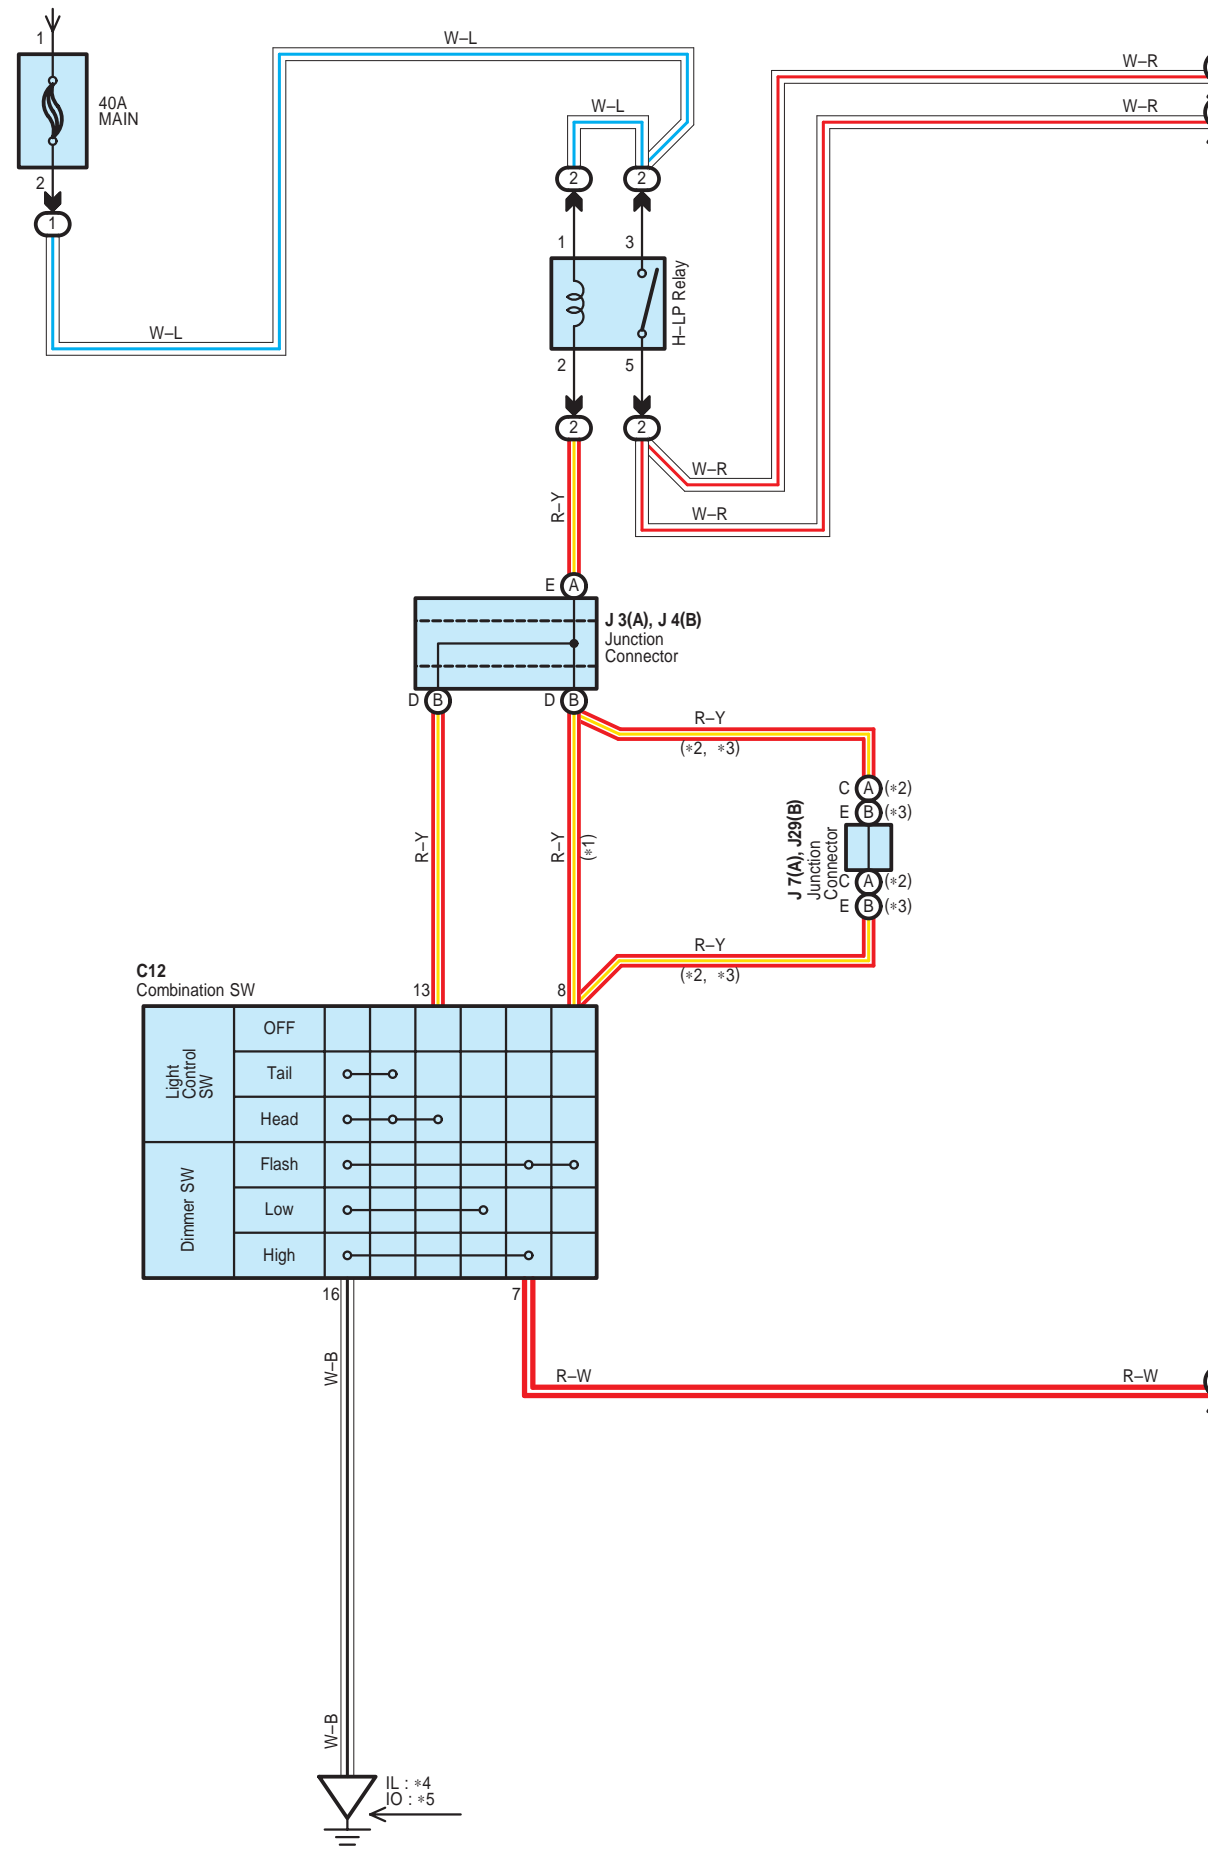 1
40A
MAIN
2
1
W–L
W–L
W–L
2
2
1
3
H–LP Relay
2
5
2
2
W–R
W–R
W–R
W–R
R–Y
E
A
J 3(A), J 4(B)
Junction
Connector
D
B
D
B
R–Y
(∗2, ∗3)
R–Y
R–Y
(∗1)
C
A
(∗2)
E
B
(∗3)
J 7(A), J29(B)
Junction
Connector
C
A
(∗2)
E
B
(∗3)
R–Y
(∗2, ∗3)
C12
Combination SW
13
8
Light
Control
SW
OFF
Tail
Head
Dimmer SW
Flash
Low
High
16
7
W–B
R–W
R–W
W–B
IL : ∗4
IO : ∗5